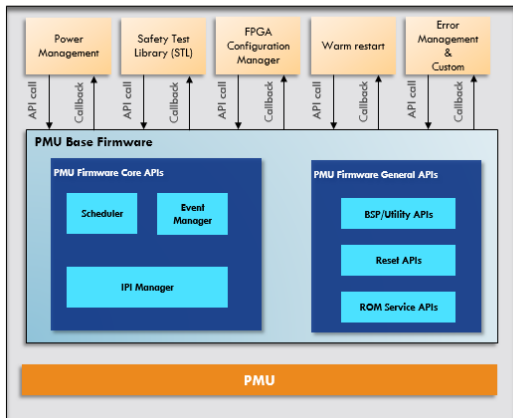 Power
Management
Safety Test
Library (STL)
FPGA
Configuration
Manager
Warm restart
Error
Management
&
Custom
API call
Callback
API call
Callback
API call
Callback
API call
Callback
API call
Callback
PMU Base Firmware
PMU Firmware Core APIs
Scheduler
Event
Manager
IPI Manager
PMU Firmware General APIs
BSP/Utility APIs
Reset APIs
ROM Service APIs
PMU